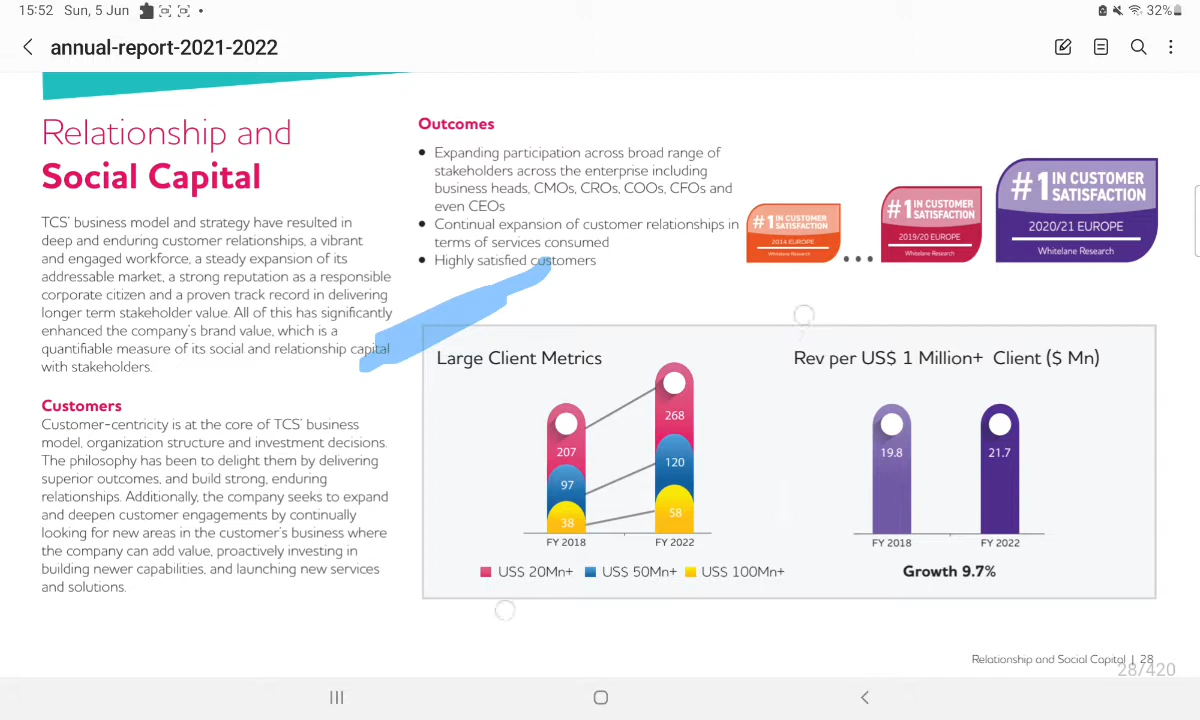 15:52 Sun, 5 Jun
32%
annual-report-2021-2022
Relationship and
Social Capital
TCS' business model and strategy have resulted in
deep and enduring customer relationships, a vibrant
and engaged workforce, a steady expansion of its
addressable market, a strong reputation as a responsible
corporate citizen and a proven track record in delivering
longer term stakeholder value. All of this has significantly
enhanced the company's brand value, which is a
quantifiable measure of its social and relationship capital
with stakeholders.
Customers
Customer-centricity is at the core of TCS' business
model, organization structure and investment decisions.
The philosophy has been to delight them by delivering
superior outcomes, and build strong, enduring
relationships. Additionally, the company seeks to expand
and deepen customer engagements by continually
looking for new areas in the customer's business where
the company can add value, proactively investing in
building newer capabilities, and launching new services
and solutions.
Outcomes
• Expanding participation across broad range of
stakeholders across the enterprise including
business heads, CMOs, CROs, COOs, CFOs and
even CEOs
• Continual expansion of customer relationships in
terms of services consumed
• Highly satisfied customers
#1 IN CUSTOMER
SATISFACTION
2014 EUROPE
Whitelane Research
...
#1 IN CUSTOMER
SATISFACTION
2019/20 EUROPE
Whitelane Research
#1 IN CUSTOMER
SATISFACTION
2020/21 EUROPE
Whitelane Research
Large Client Metrics
207
97
38
FY 2018
268
120
58
FY 2022
US$ 20Mn+ US$ 50Mn+ US$ 100Mn+
Rev per US$ 1 Million+ Client ($ Mn)
19.8
FY 2018
21.7
FY 2022
Growth 9.7%
Relationship and Social Capital | 28
28/420